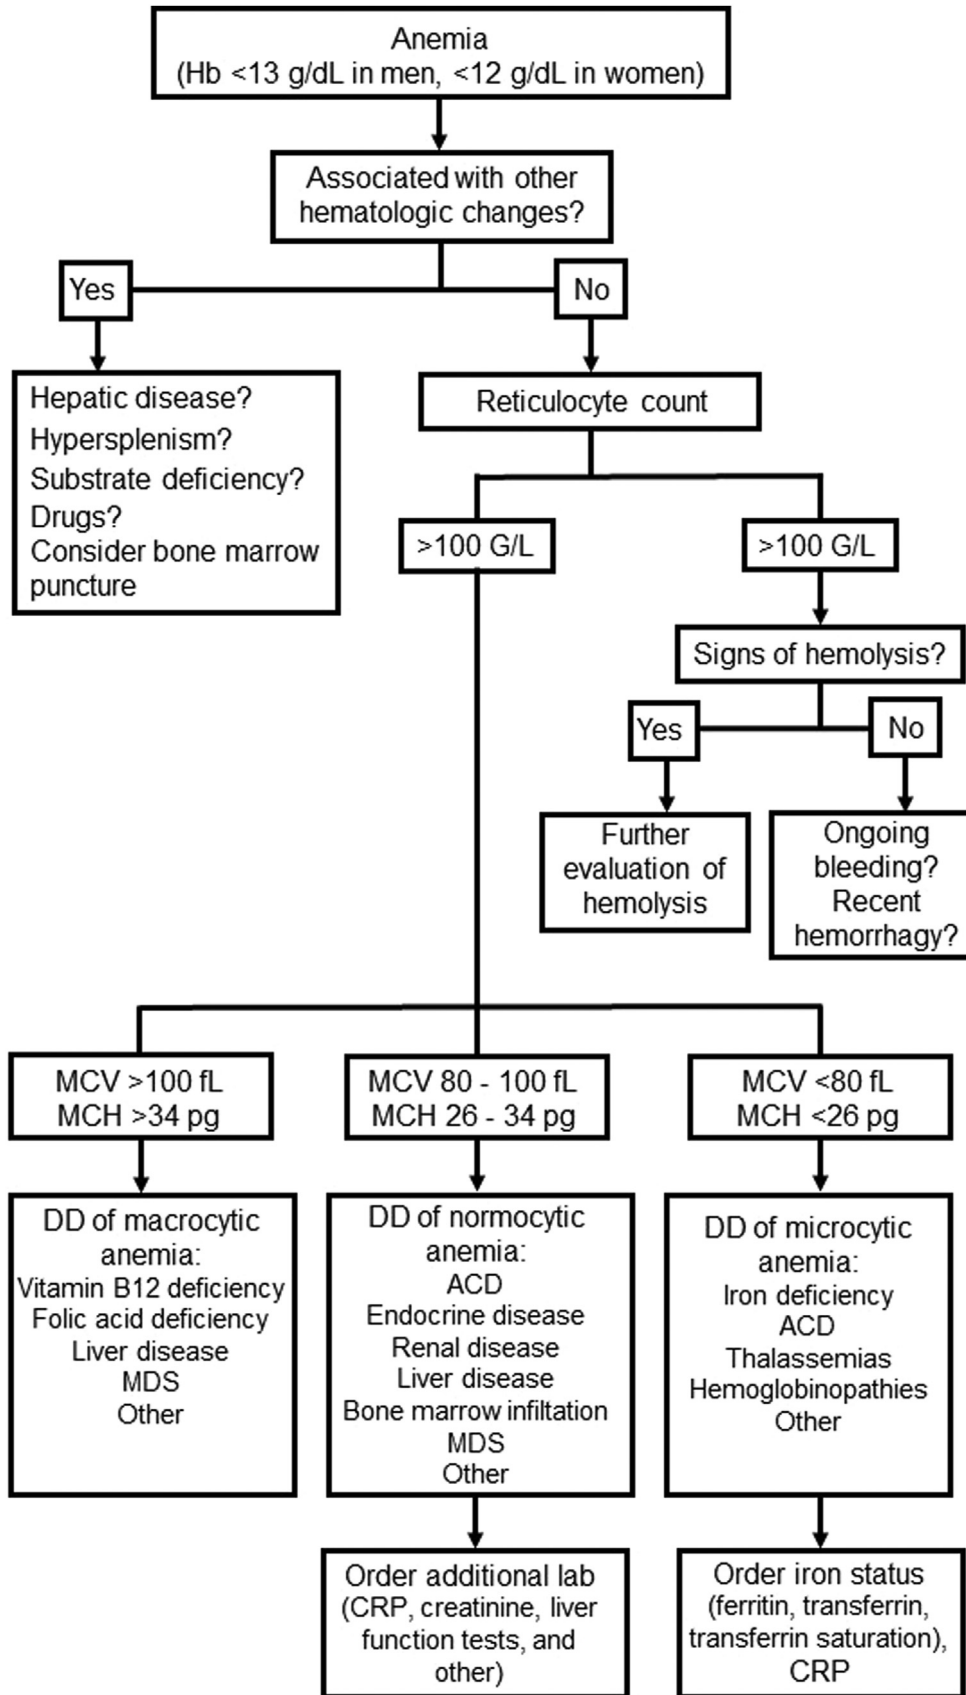 Anemia
(Hb <13 g/dL in men, <12 g/dL in women)
Associated with other
hematologic changes?
Yes
No
Hepatic disease?
Hypersplenism?
Substrate deficiency?
Drugs?
Consider bone marrow
puncture
Reticulocyte count
>100 G/L
>100 G/L
Signs of hemolysis?
Yes
No
Further
evaluation of
hemolysis
Ongoing
bleeding?
Recent
hemorrhagy?
MCV >100 fL
MCH >34 pg
MCV 80 - 100 fL
MCH 26 - 34 pg
MCV <80 fL
MCH <26 pg
DD of macrocytic
anemia:
Vitamin B12 deficiency
Folic acid deficiency
Liver disease
MDS
Other
DD of normocytic
anemia:
ACD
Endocrine disease
Renal disease
Liver disease
Bone marrow infiltation
MDS
Other
DD of microcytic
anemia:
Iron deficiency
ACD
Thalassemias
Hemoglobinopathies
Other
Order additional lab
(CRP, creatinine, liver
function tests, and
other)
Order iron status
(ferritin, transferrin,
transferrin saturation),
CRP